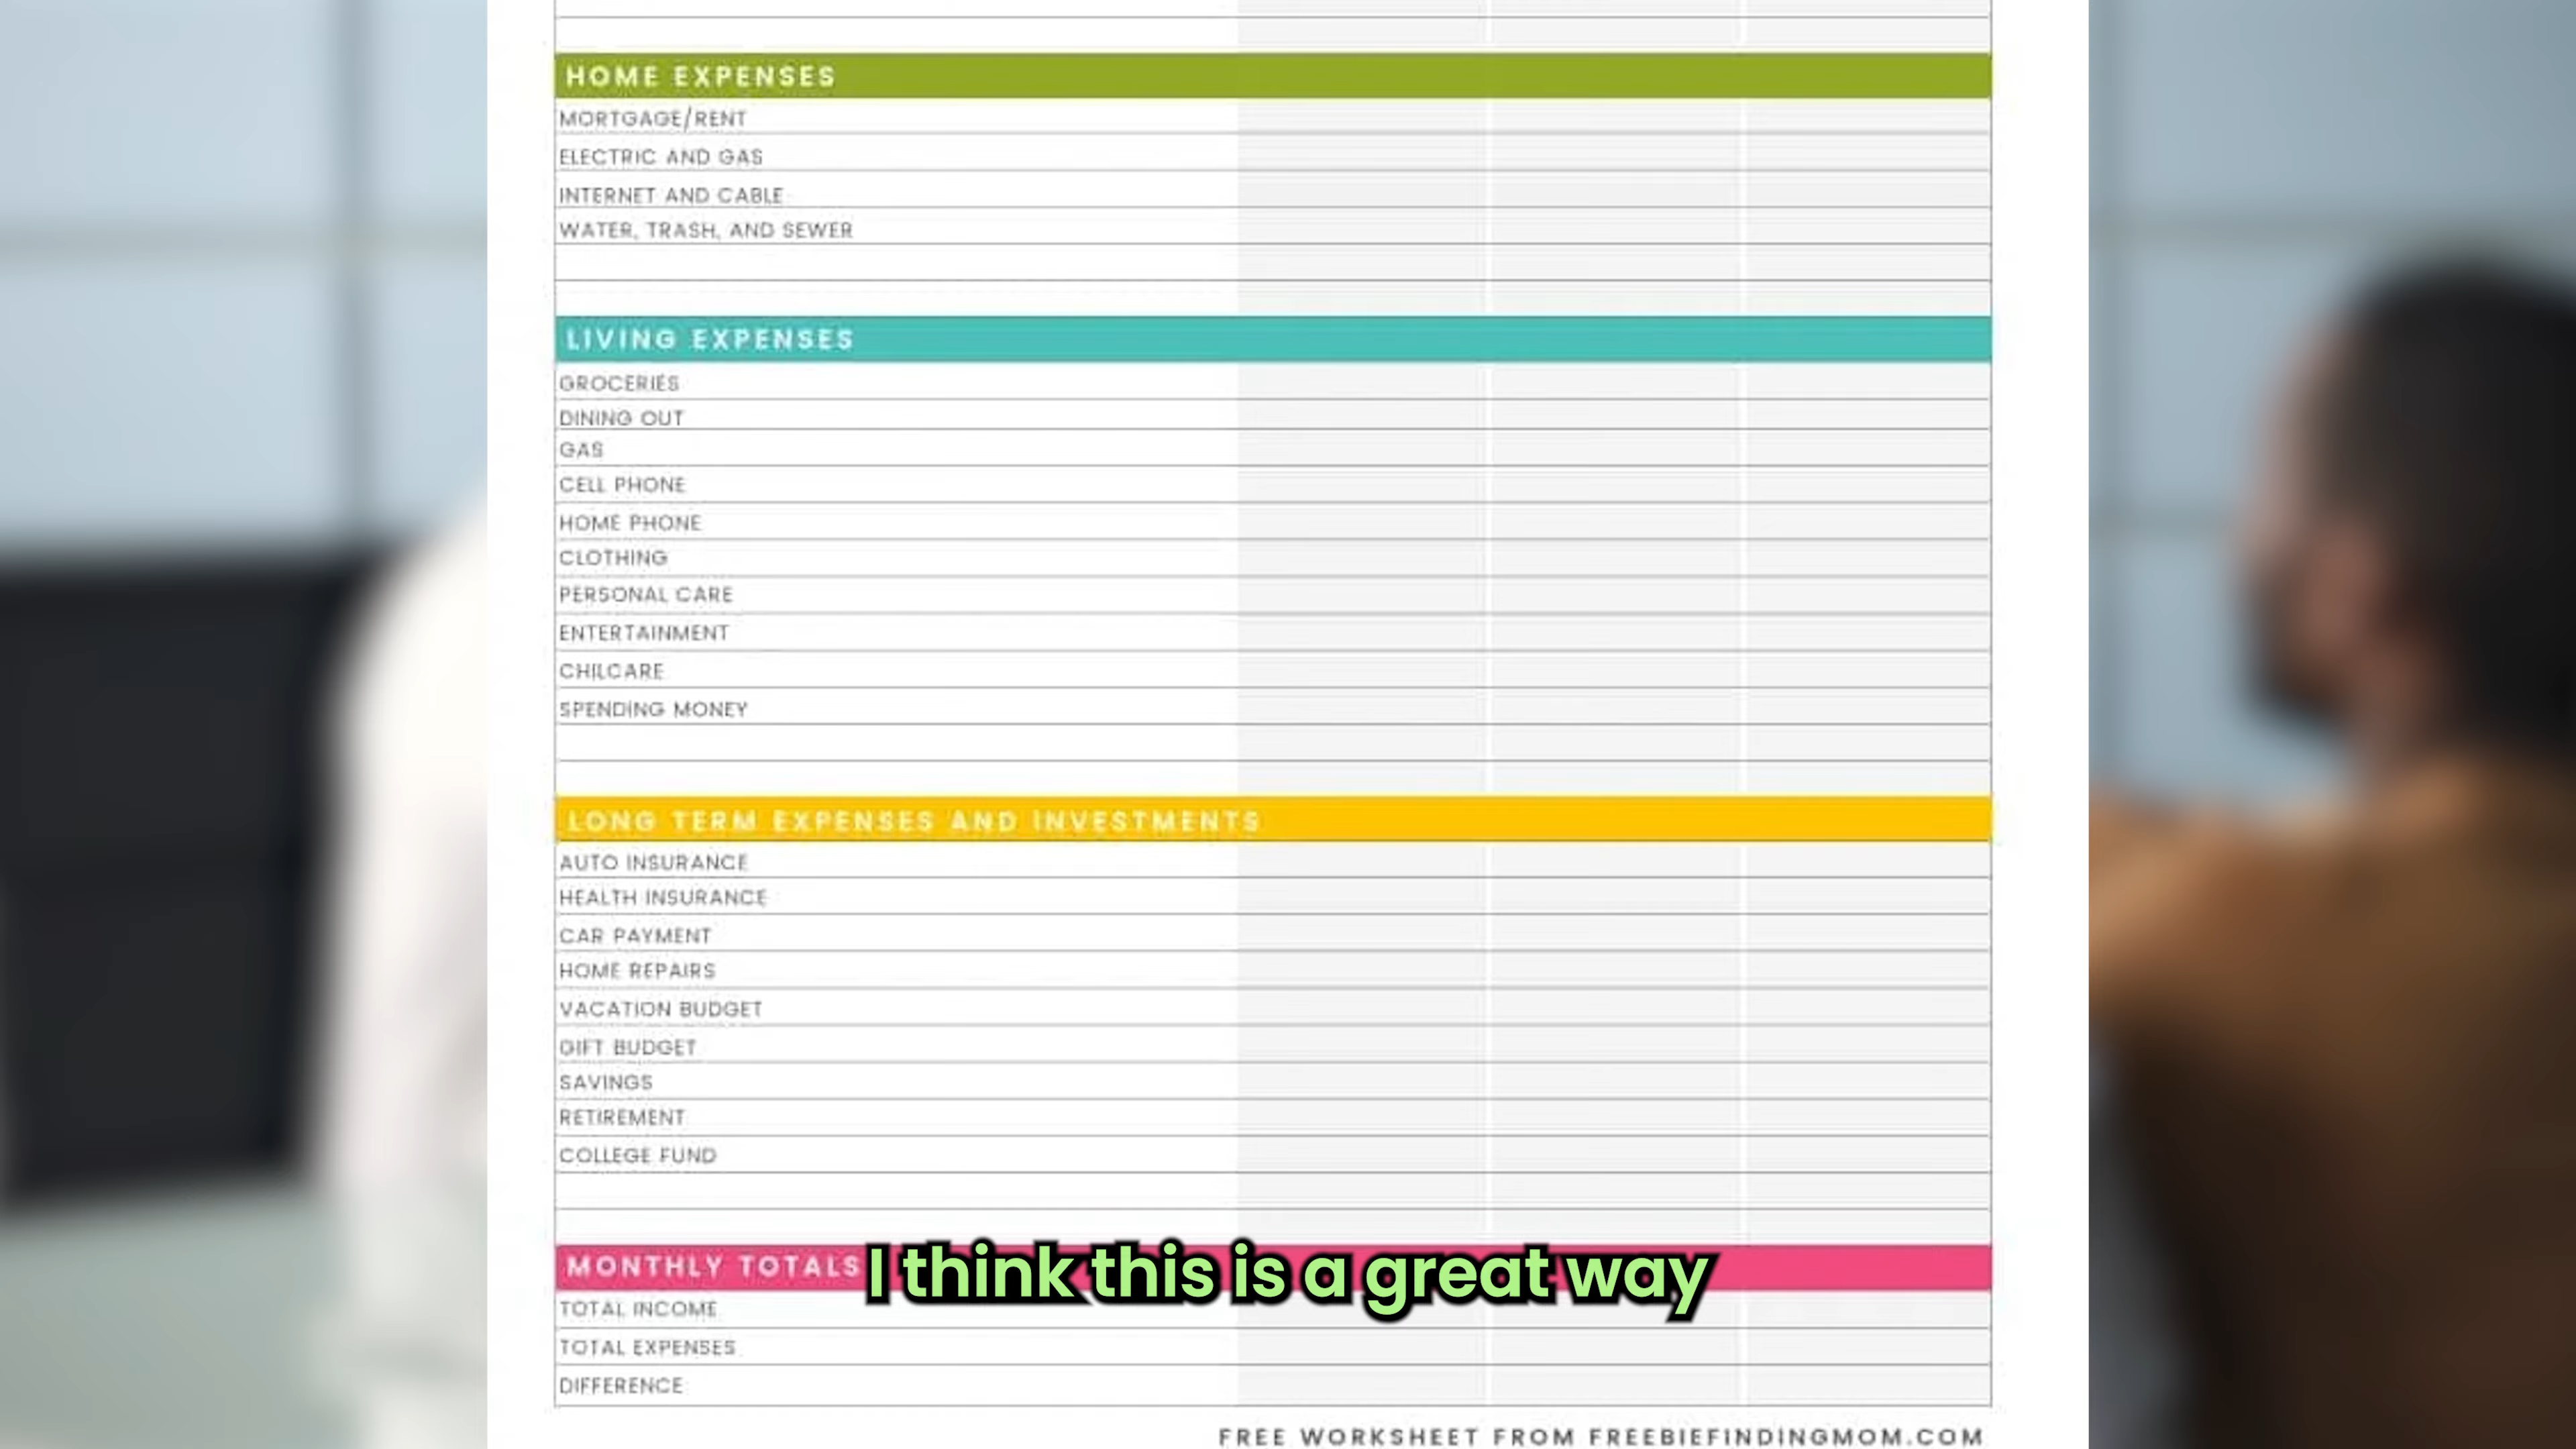 HOME EXPENSES
MORTGAGE/RENT
ELECTRIC AND GAS
INTERNET AND CABLE
WATER, TRASH, AND SEWER
LIVING EXPENSES
GROCERIES
DINING OUT
GAS
CELL PHONE
HOME PHONE
CLOTHING
PERSONAL CARE
ENTERTAINMENT
CHILCARE
SPENDING MONEY
LONG TERM EXPENSES AND INVESTMENTS
AUTO INSURANCE
HEALTH INSURANCE
CAR PAYMENT
HOME REPAIRS
VACATION BUDGET
GIFT BUDGET
SAVINGS
RETIREMENT
COLLEGE FUND
MONTHLY TOTALS
I think this is a great way
TOTAL INCOME
TOTAL EXPENSES
DIFFERENCE
FREE WORKSHEET FROM FREEBIEFINDINGMOM.COM